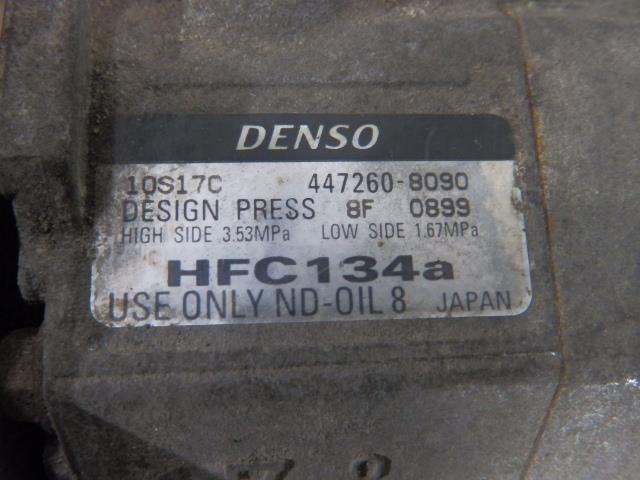 DENSO
10S17C 447260-8090
DESIGN PRESS 8F 0899
HIGH SIDE 3.53MPa LOW SIDE 1.67MPa
HFC134a
USE ONLY ND-OIL 8 JAPAN